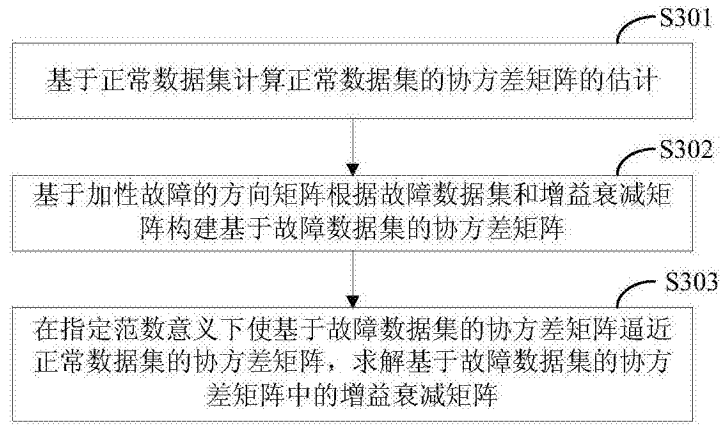 S301
基于正常数据集计算正常数据集的协方差矩阵的估计
S302
基于加性故障的方向矩阵根据故障数据集和增益衰减矩
阵构建基于故障数据集的协方差矩阵
S303
在指定范数意义下使基于故障数据集的协方差矩阵逼近
正常数据集的协方差矩阵，求解基于故障数据集的协方
差矩阵中的增益衰减矩阵